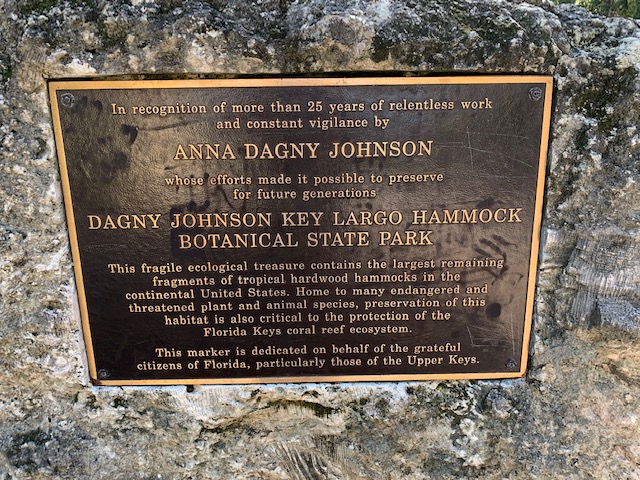 In recognition of more than 25 years of relentless work
and constant vigilance by
ANNA DAGNY JOHNSON
whose efforts made it possible to preserve
for future generations
DAGNY JOHNSON KEY LARGO HAMMOCK
BOTANICAL STATE PARK
This fragile ecological treasure contains the largest remaining
fragments of tropical hardwood hammocks in the
continental United States. Home to many endangered and
threatened plant and animal species, preservation of this
habitat is also critical to the protection of the
Florida Keys coral reef ecosystem.
This marker is dedicated on behalf of the grateful
citizens of Florida, particularly those of the Upper Keys.